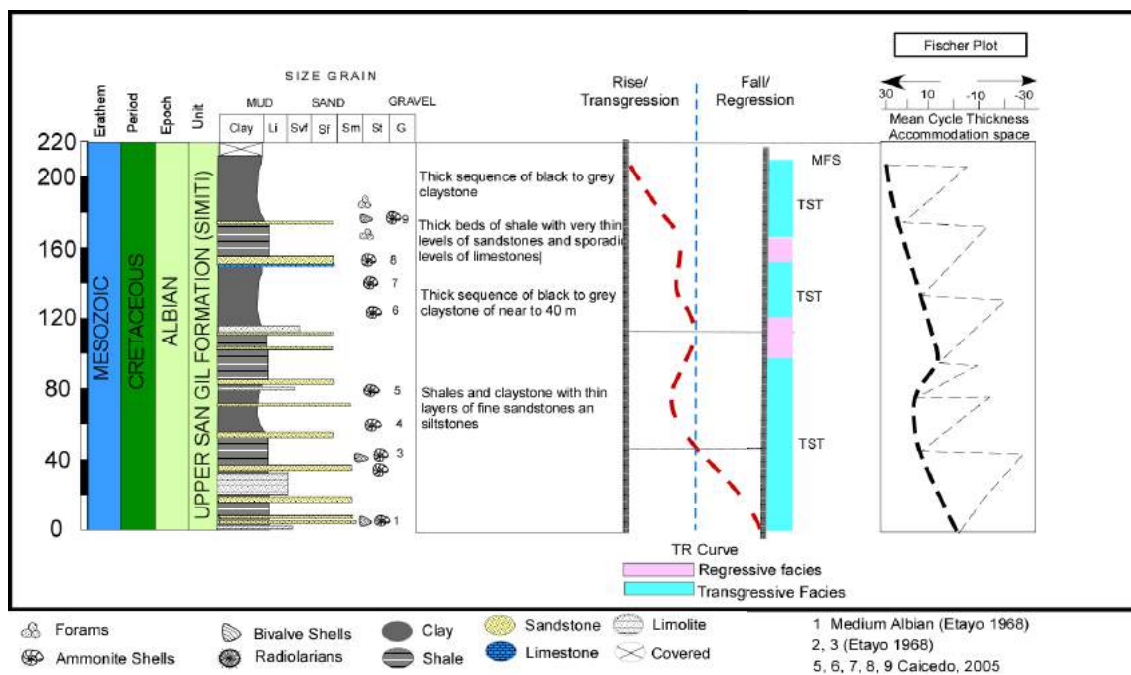 Fischer Plot
SIZE GRAIN
Rise/
Transgression
Fall/
Regression
Erathem
Period
Epoch
Unit
MUD
SAND
GRAVEL
Clay
Li
Svf
Sf
Sm
St
G
30
10
-10
-30
Mean Cycle Thickness
Accommodation space
220
200
160
120
80
40
0
MESOZOIC
CRETACEOUS
ALBIAN
UPPER SAN GIL FORMATION (SIMITI)
9
8
7
6
5
4
3
1
Thick sequence of black to grey
claystone
Thick beds of shale with very thin
levels of sandstones and sporadi
levels of limestones|
Thick sequence of black to grey
claystone of near to 40 m
Shales and claystone with thin
layers of fine sandstones an
siltstones
MFS
TST
TST
TST
TR Curve
Regressive facies
Transgressive Facies
Forams
Bivalve Shells
Clay
Sandstone
Limolite
Ammonite Shells
Radiolarians
Shale
Limestone
Covered
1 Medium Albian (Etayo 1968)
2, 3 (Etayo 1968)
5, 6, 7, 8, 9 Caicedo, 2005